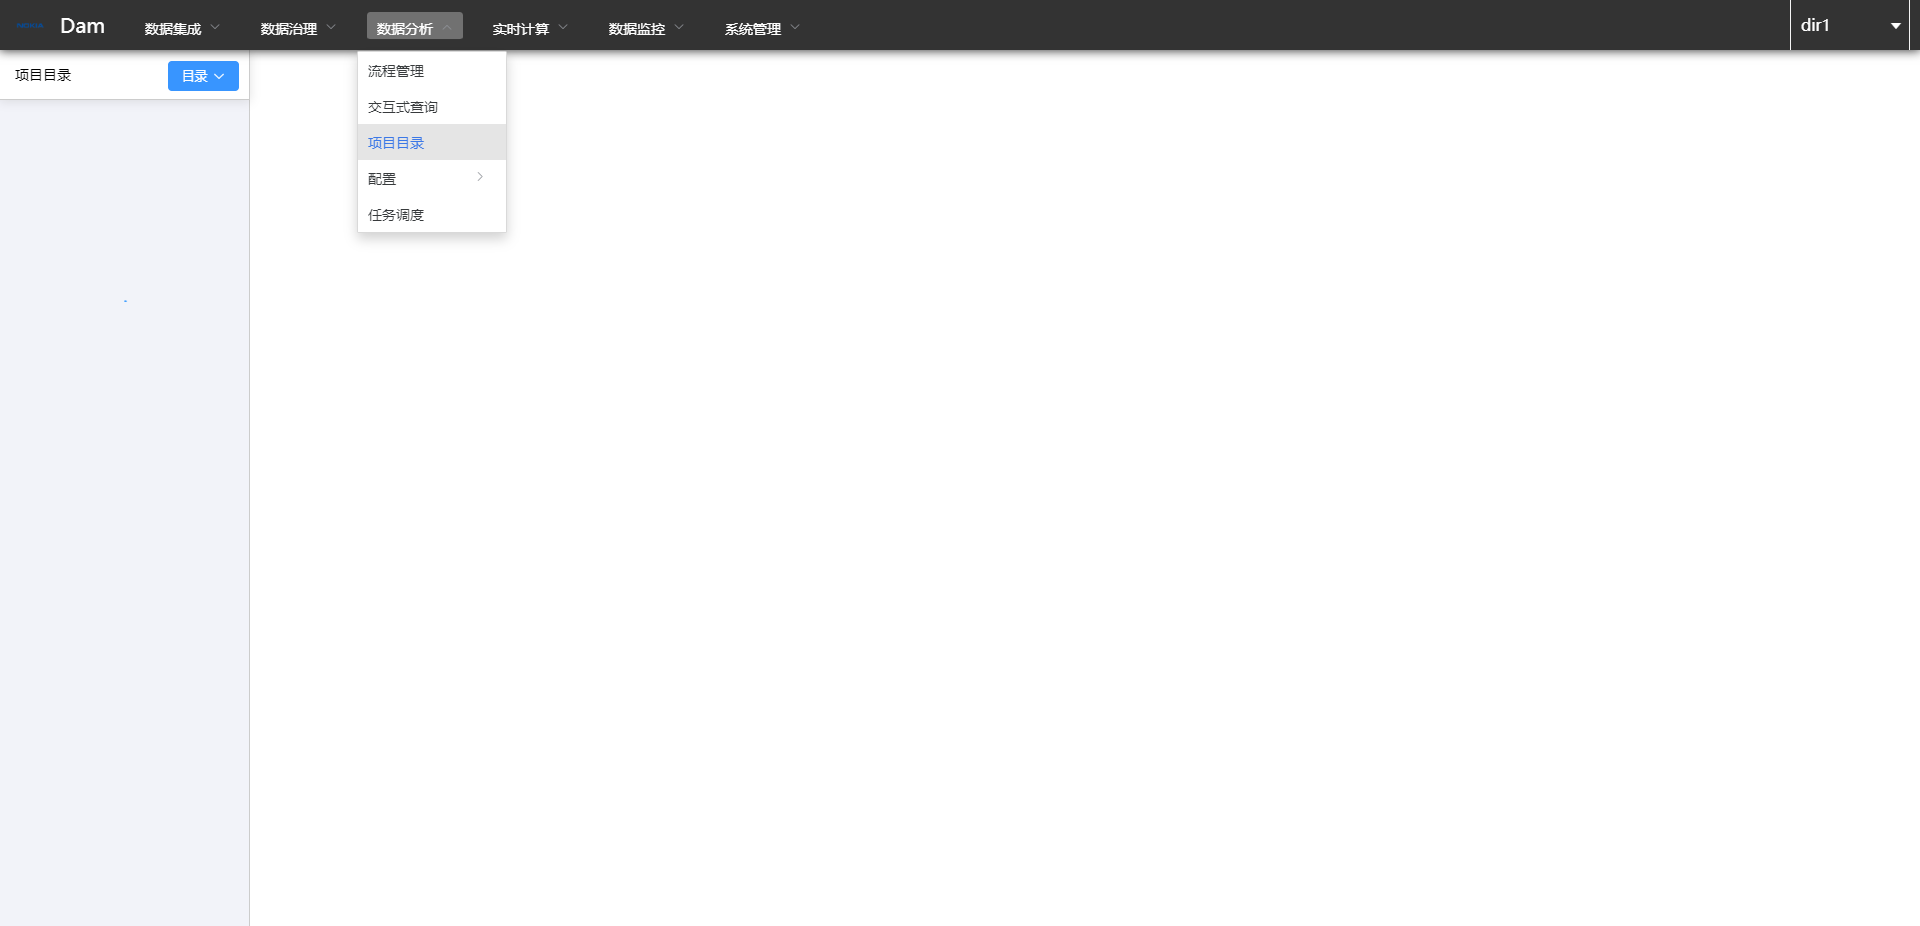 Dam
数据集成
数据治理
数据分析
实时计算
数据监控
系统管理
dir1
项目目录
目录
流程管理
交互式查询
项目目录
配置
任务调度